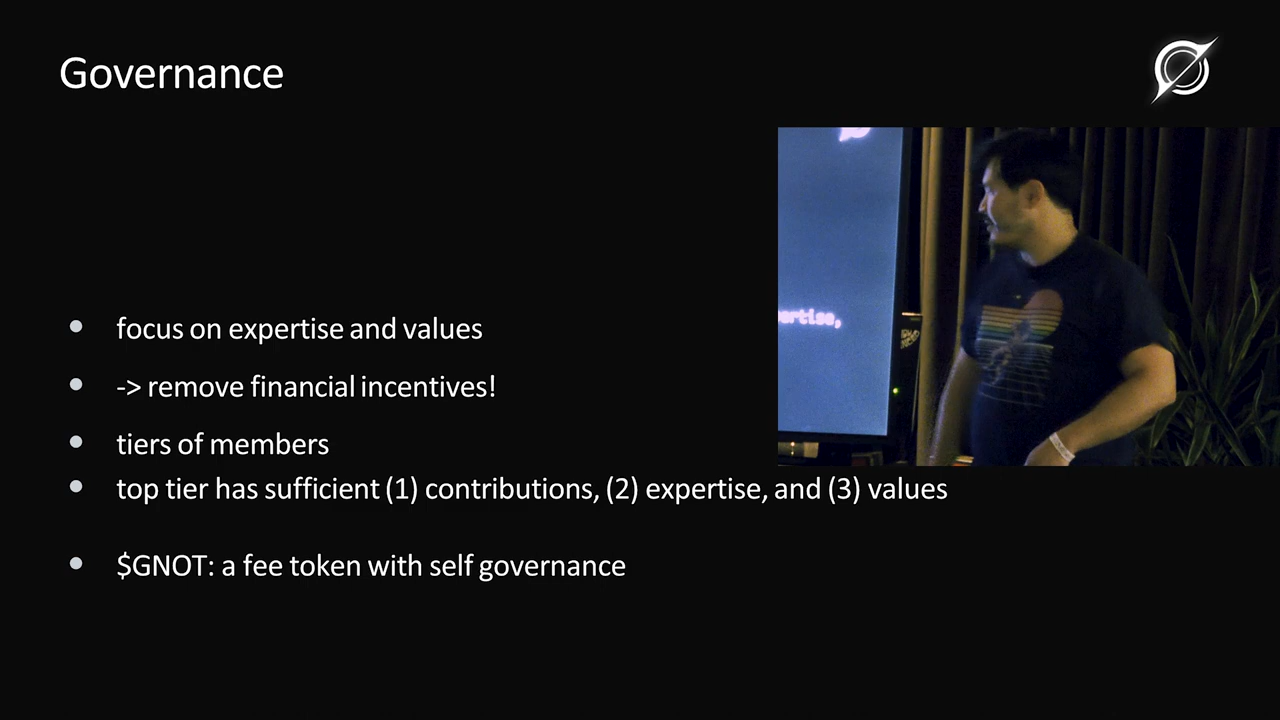 Governance
focus on expertise and values
-> remove financial incentives!
tiers of members
top tier has sufficient (1) contributions, (2) expertise, and (3) values
$GNOT: a fee token with self governance